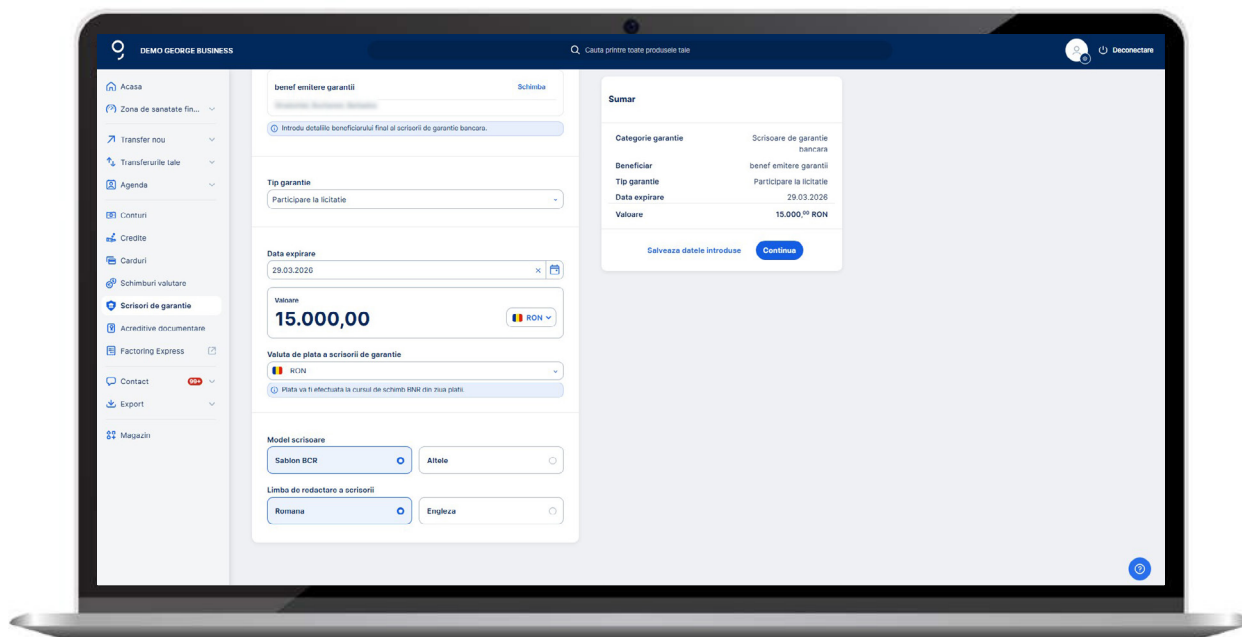 DEMO GEORGE BUSINESS
Cauta printre toate produsele tale
Deconectare
Acasa
Zona de sanatate fin...
Transfer nou
Transferurile tale
Agenda
Conturi
Credite
Carduri
Schimburi valutare
Scrisori de garantie
Acreditive documentare
Factoring Express
Contact 99+
Export
Magazin
benef emitere garantii Schimba
Introdu detaliile beneficiarului final al scrisorii de garantie bancara.
Tip garantie
Participare la licitatie
Data expirare
29.03.2026
Valoare
15.000,00 RON
Valuta de plata a scrisorii de garantie
RON
Plata va fi efectuata la cursul de schimb BNR din ziua platii.
Model scrisoare
Sablon BCR Altele
Limba de redactare a scrisorii
Romana Engleza
Sumar
Categorie garantie Scrisoare de garantie
bancara
Beneficiar benef emitere garantii
Tip garantie Participare la licitatie
Data expirare 29.03.2026
Valoare 15.000,00 RON
Salveaza datele introduse Continua